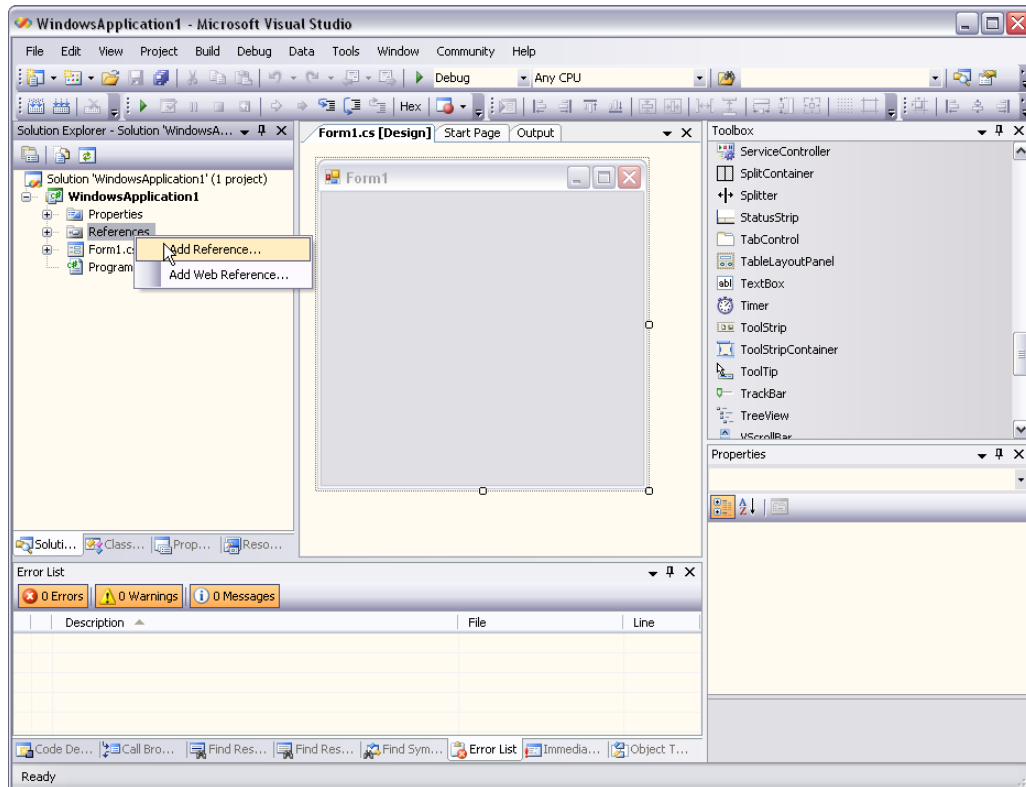 WindowsApplication1 - Microsoft Visual Studio
File Edit View Project Build Debug Data Tools Window Community Help
Debug Any CPU
Hex
Solution Explorer - Solution 'WindowsA...
Solution 'WindowsApplication1' (1 project)
WindowsApplication1
Properties
References
Form1.c
Program
Add Reference...
Add Web Reference...
Soluti... Class... Prop... Reso...
Form1.cs [Design] Start Page Output
Form1
Toolbox
ServiceController
SplitContainer
Splitter
StatusStrip
TabControl
TableLayoutPanel
abl TextBox
Timer
ToolStrip
ToolStripContainer
ToolTip
TrackBar
TreeView
VScrollBar
Properties
Error List
0 Errors 0 Warnings 0 Messages
Description File Line
Code De... Call Bro... Find Res... Find Res... Find Sym... Error List Immedia... Object T...
Ready